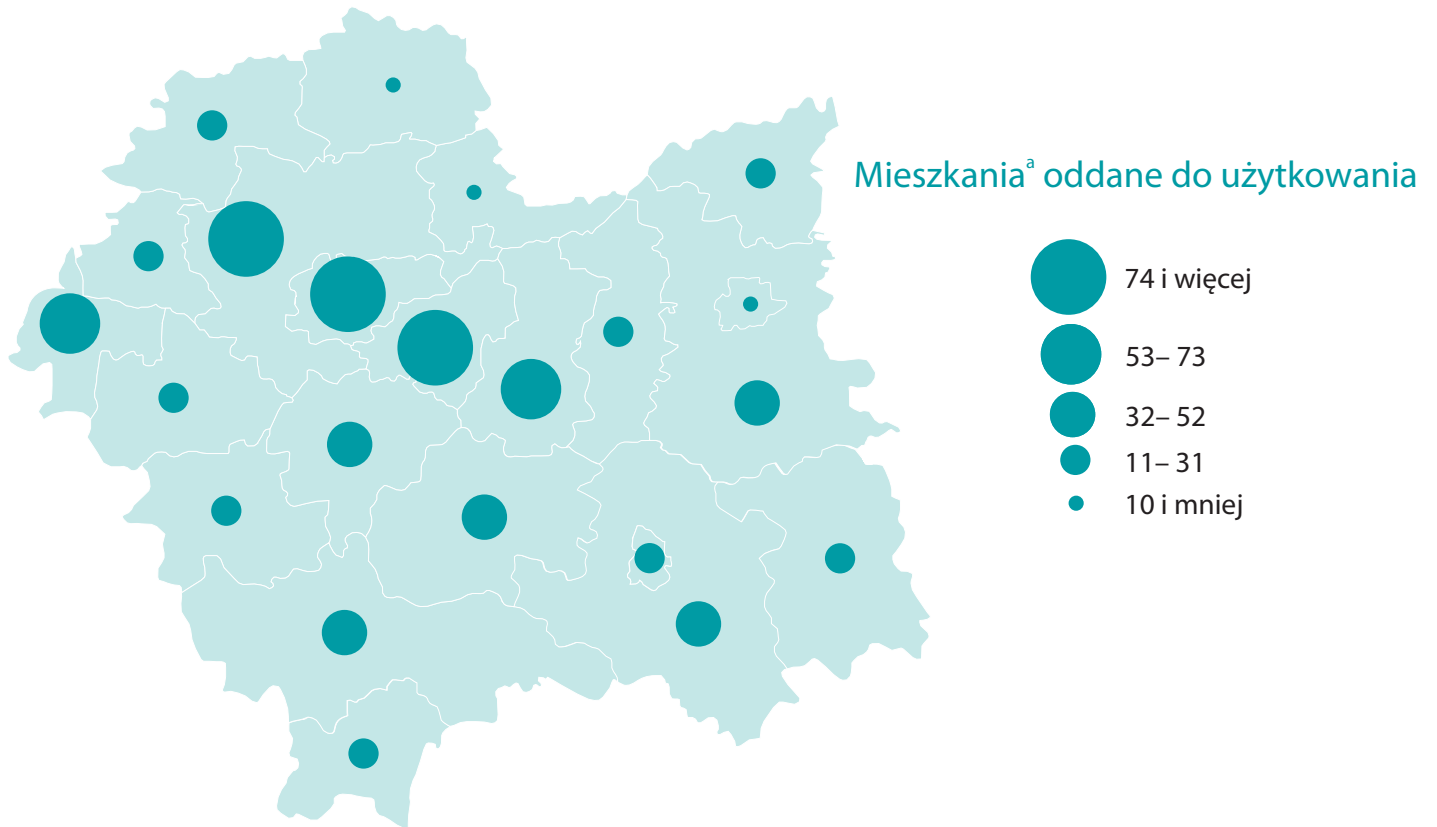 Mieszkaniaᵃ oddane do użytkowania
74 i więcej
53– 73
32– 52
11– 31
10 i mniej